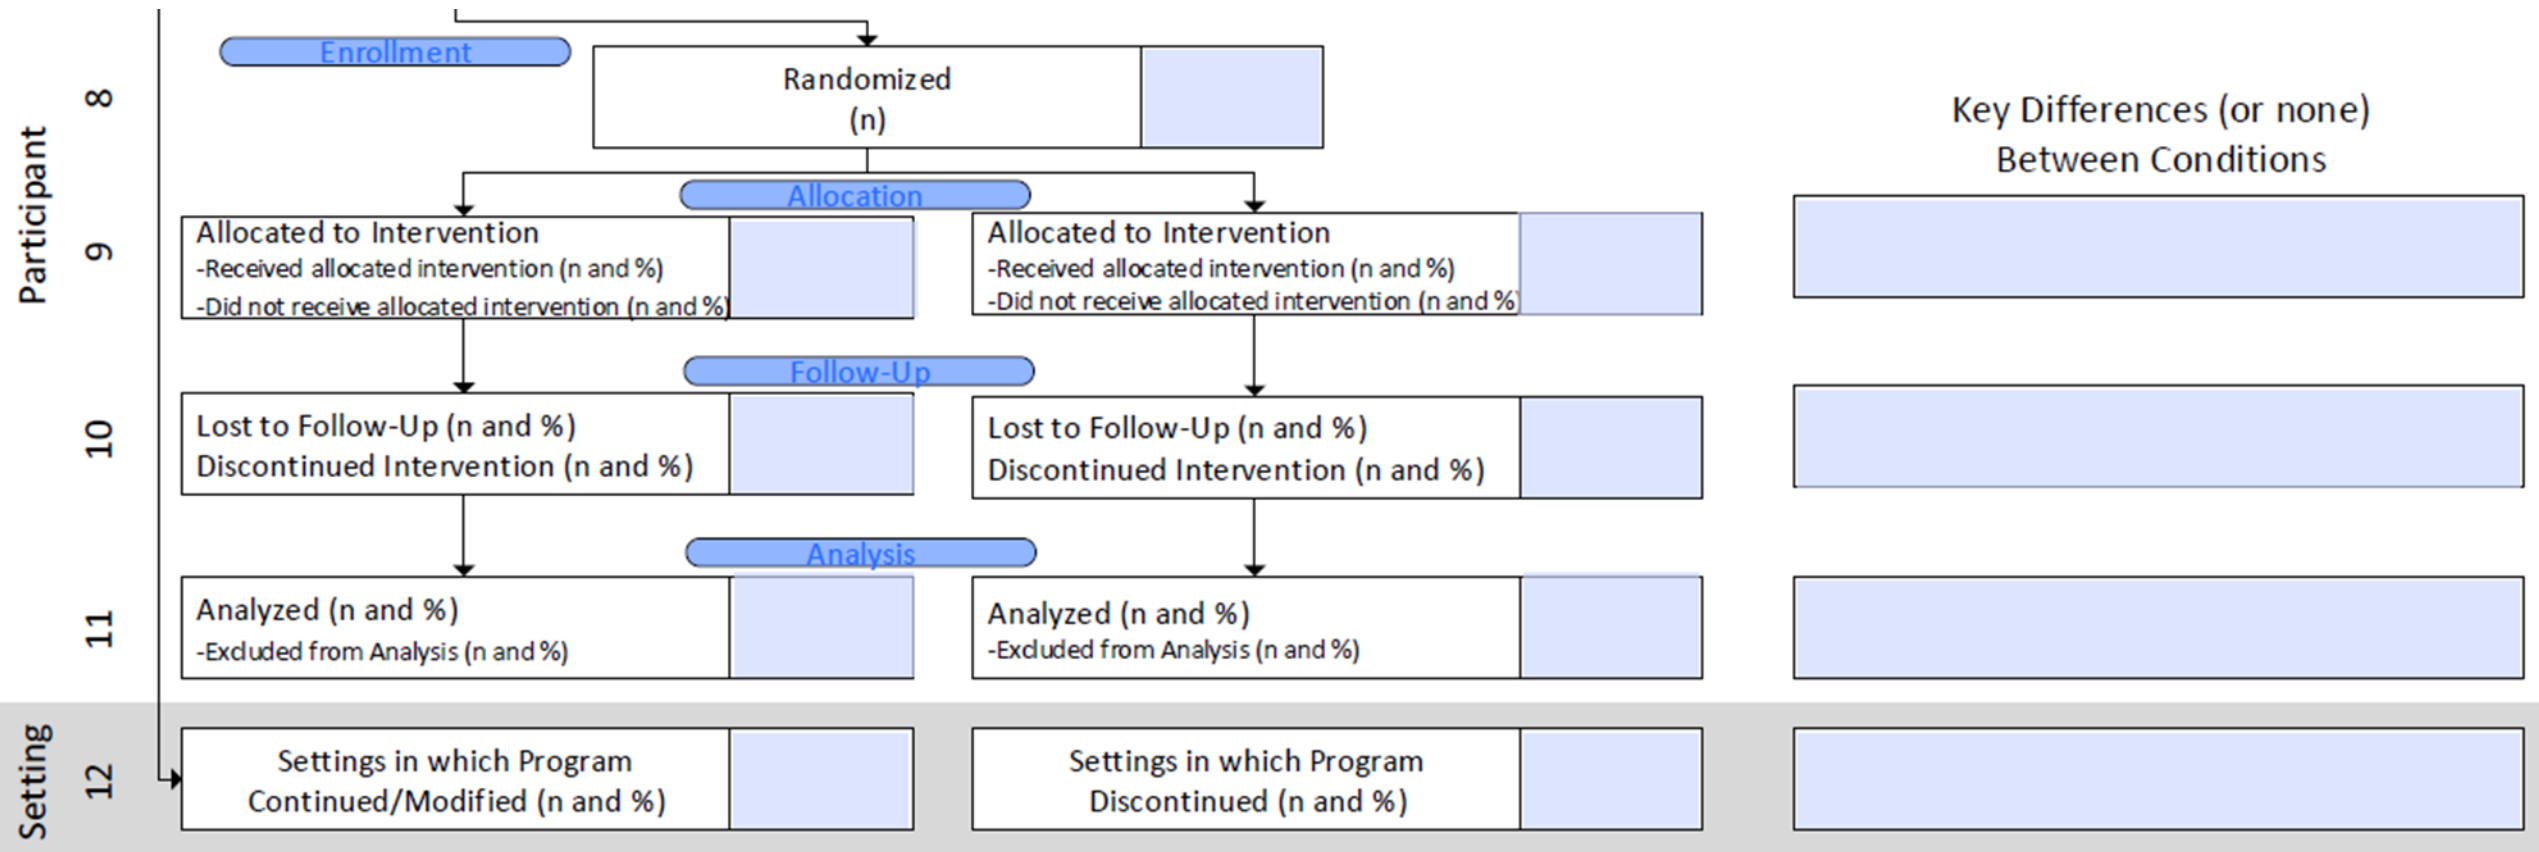 Enrollment
Participant
8
Randomized
(n)
Key Differences (or none)
Between Conditions
Allocation
9
Allocated to Intervention
-Received allocated intervention (n and %)
-Did not receive allocated intervention (n and %)
Allocated to Intervention
-Received allocated intervention (n and %)
-Did not receive allocated intervention (n and %)
Follow-Up
10
Lost to Follow-Up (n and %)
Discontinued Intervention (n and %)
Lost to Follow-Up (n and %)
Discontinued Intervention (n and %)
Analysis
11
Analyzed (n and %)
-Excluded from Analysis (n and %)
Analyzed (n and %)
-Excluded from Analysis (n and %)
Setting
12
Settings in which Program
Continued/Modified (n and %)
Settings in which Program
Discontinued (n and %)